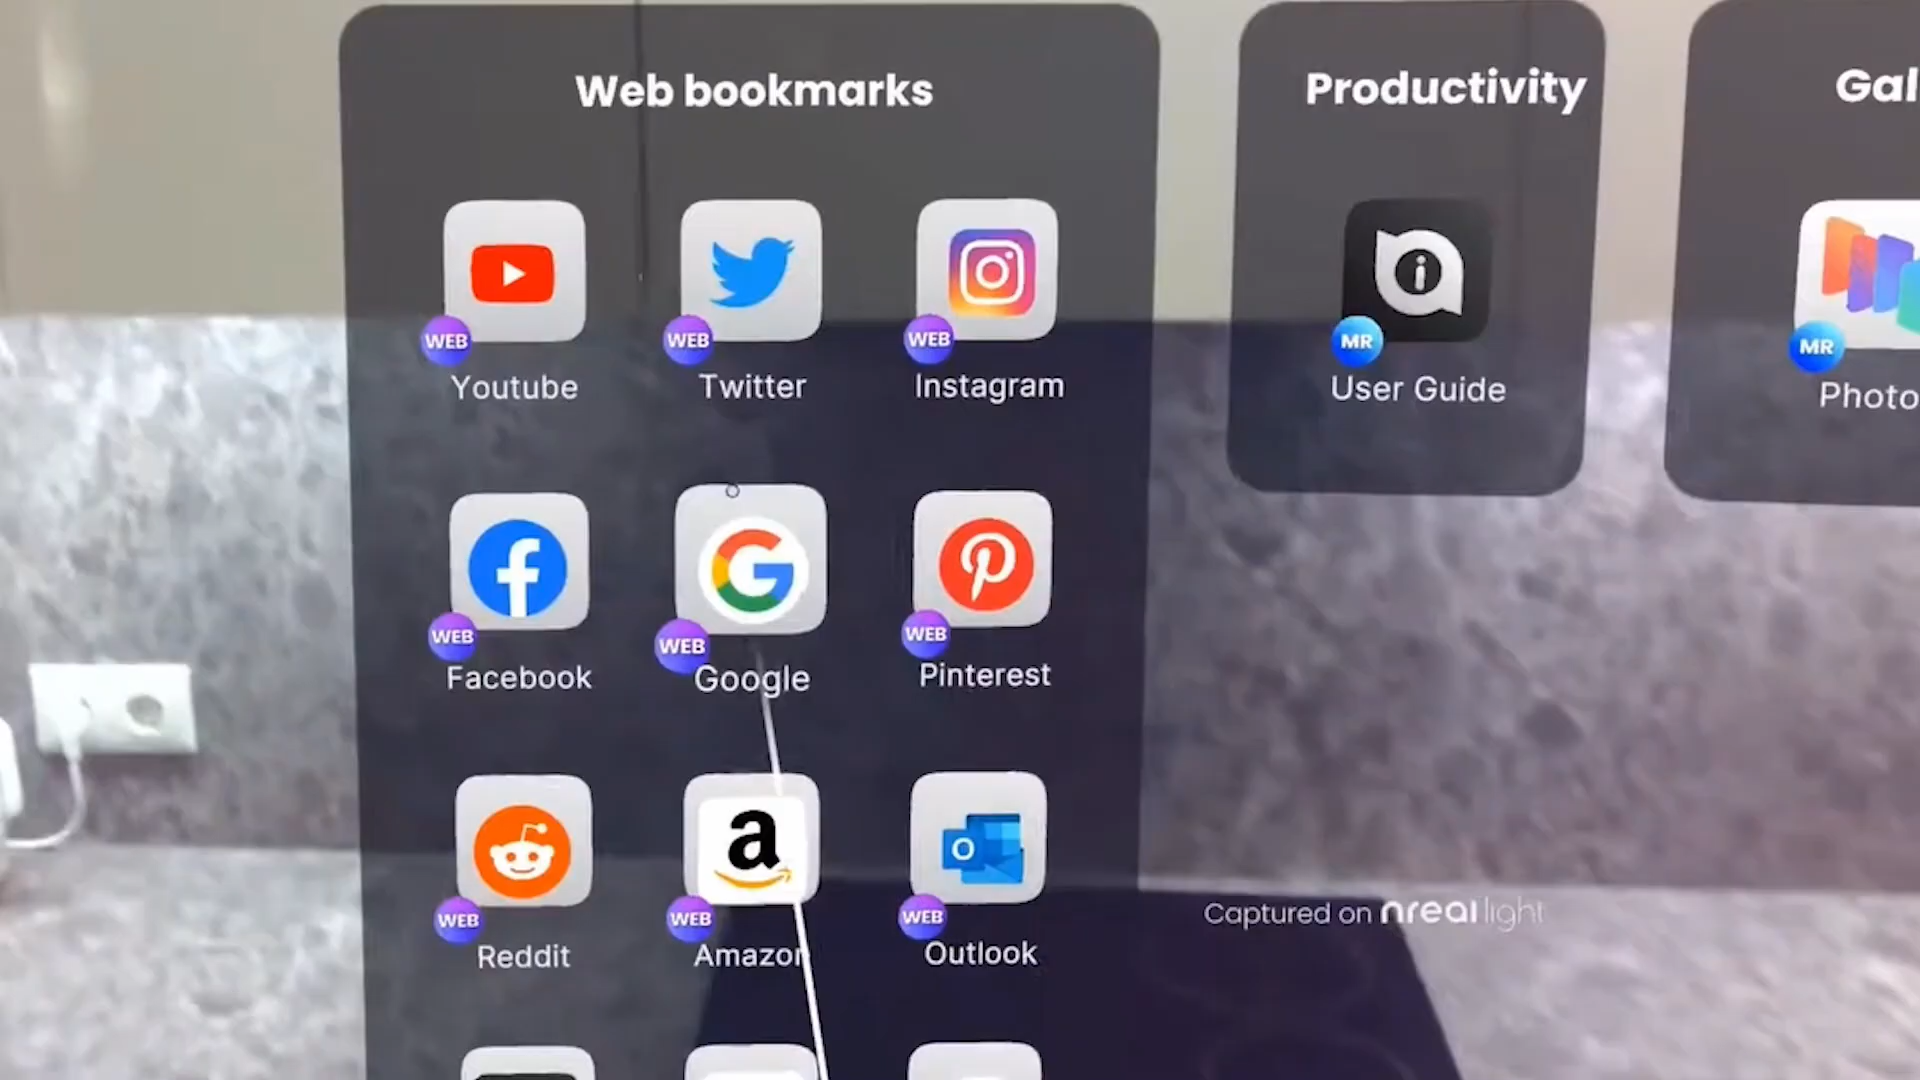 Web bookmarks
Productivity
Gal
WEB
WEB
WEB
MR
MR
Youtube
Twitter
Instagram
User Guide
Photo
WEB
WEB
WEB
Facebook
Google
Pinterest
a
O
WEB
WEB
WEB
Reddit
Amazon
Outlook
Captured on nreal light